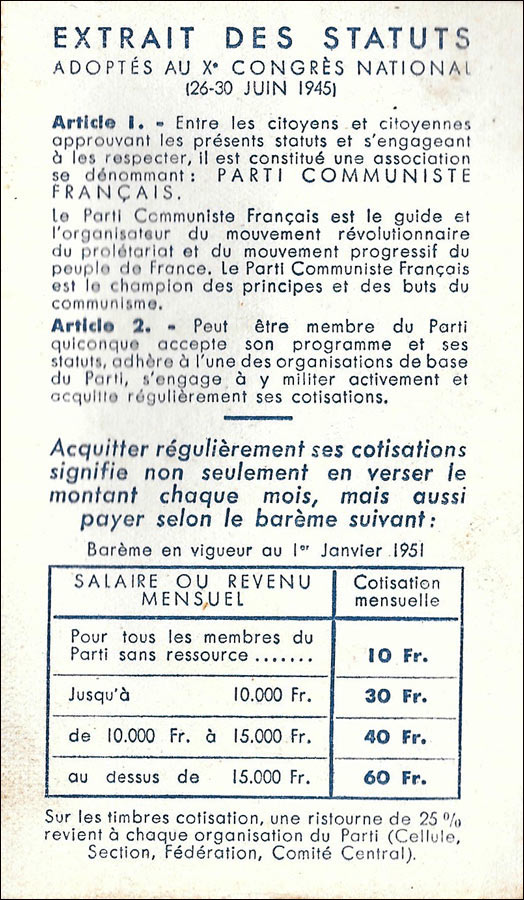 EXTRAIT DES STATUTS
ADOPTÉS AU Xe CONGRÈS NATIONAL
(26-30 JUIN 1945)
Article 1. - Entre les citoyens et citoyennes
approuvant les présents statuts et s'engageant
à les respecter, il est constitué une association
se dénommant : PARTI COMMUNISTE
FRANÇAIS.
Le Parti Communiste Français est le guide et
l'organisateur du mouvement révolutionnaire
du prolétariat et du mouvement progressif du
peuple de France. Le Parti Communiste Français
est le champion des principes et des buts du
communisme.
Article 2. - Peut être membre du Parti
quiconque accepte son programme et ses
statuts, adhère à l'une des organisations de base
du Parti, s'engage à y militer activement et
acquitte régulièrement ses cotisations.
Acquitter régulièrement ses cotisations
signifie non seulement en verser le
montant chaque mois, mais aussi
payer selon le barème suivant :
Barème en vigueur au 1er Janvier 1951
SALAIRE OU REVENU
MENSUEL
Cotisation
mensuelle
Pour tous les membres du
Parti sans ressource ....... 10 Fr.
Jusqu'à 10.000 Fr. 30 Fr.
de 10.000 Fr. à 15.000 Fr. 40 Fr.
au dessus de 15.000 Fr. 60 Fr.
Sur les timbres cotisation, une ristourne de 25 %
revient à chaque organisation du Parti (Cellule,
Section, Fédération, Comité Central).